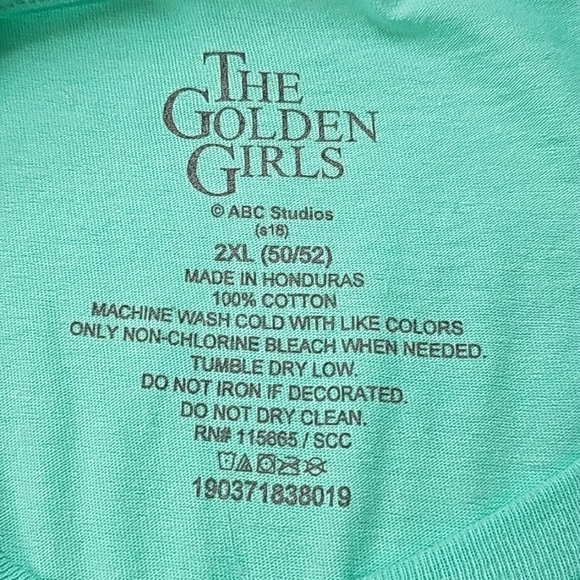 THE
GOLDEN
GIRLS
© ABC Studios
(s18)
2XL (50/52)
MADE IN HONDURAS
100% COTTON
MACHINE WASH COLD WITH LIKE COLORS
ONLY NON-CHLORINE BLEACH WHEN NEEDED.
TUMBLE DRY LOW.
DO NOT IRON IF DECORATED.
DO NOT DRY CLEAN.
RN# 115865 / SCC
190371838019